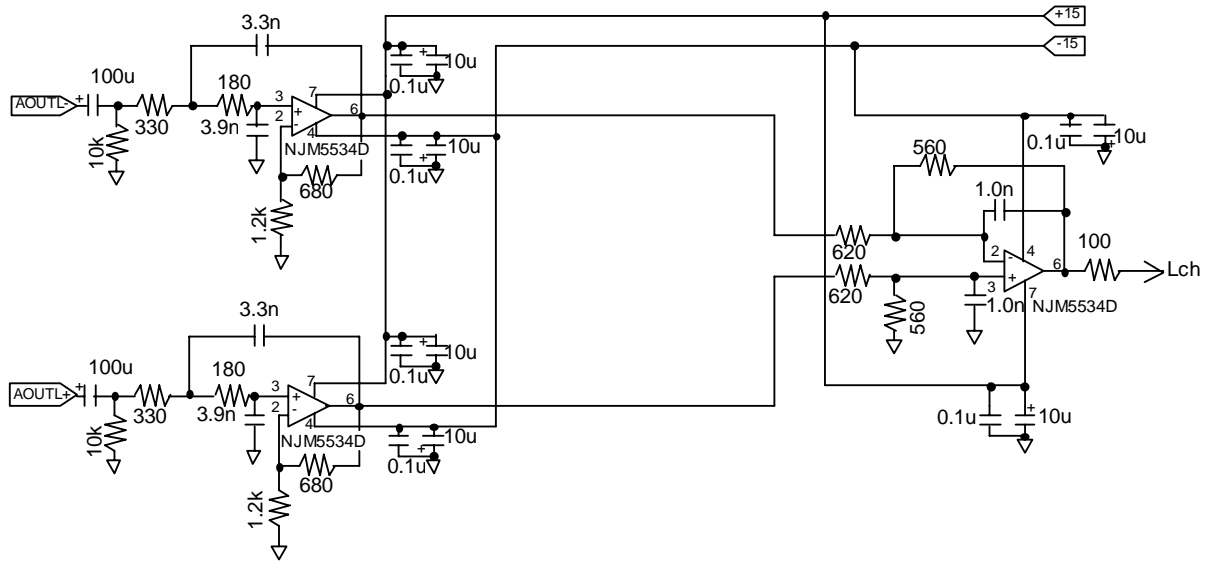 +15
-15
3.3n
100u
180
AOUTL-
+
10k
330
3.9n
3
2
+
-
7
4
6
NJM5534D
680
1.2k
+
10u
0.1u
10u
0.1u
+
560
1.0n
620
620
560
2
3
-
+
4
7
6
1.0n
NJM5534D
100
Lch
0.1u
10u
+
3.3n
100u
180
AOUTL+
+
10k
330
3.9n
3
2
+
-
7
4
6
NJM5534D
680
1.2k
+
10u
0.1u
10u
0.1u
+
0.1u
+
10u